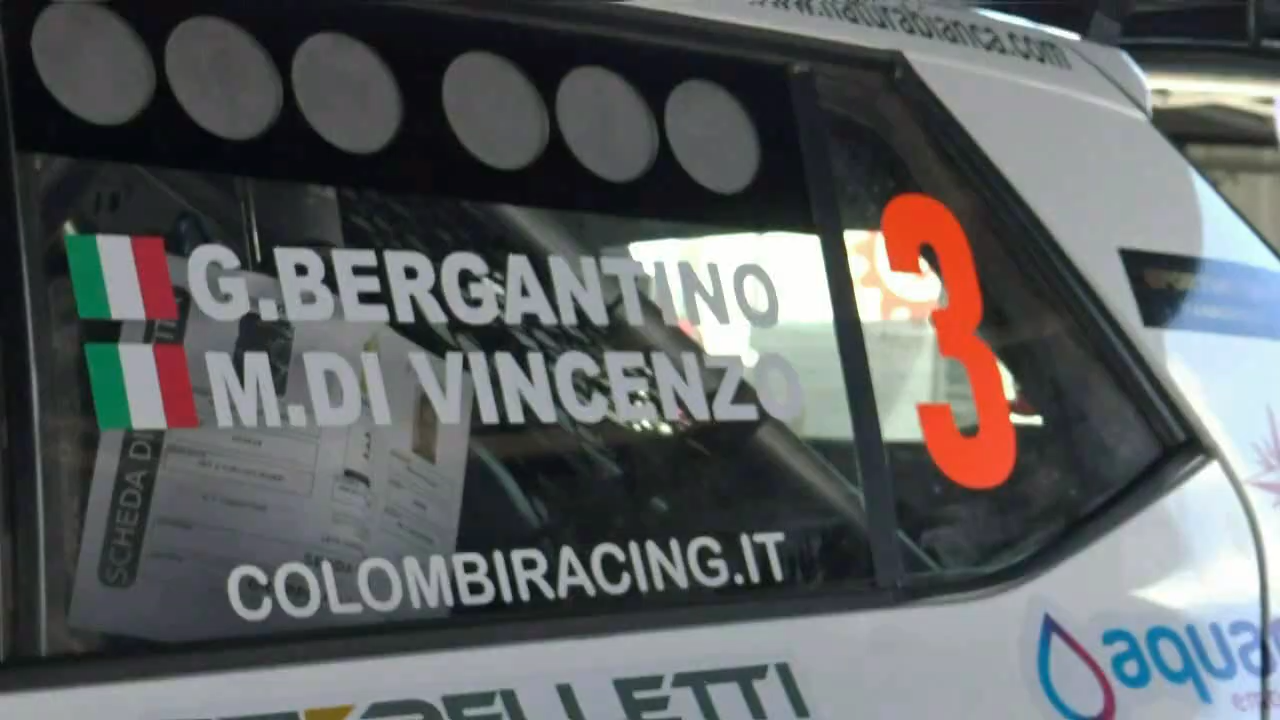 www.naturabianca.com
G.BERGANTINO
M.DI VINCENZO
3
SCHEDA DI
COLOMBIRACING.IT
aqua